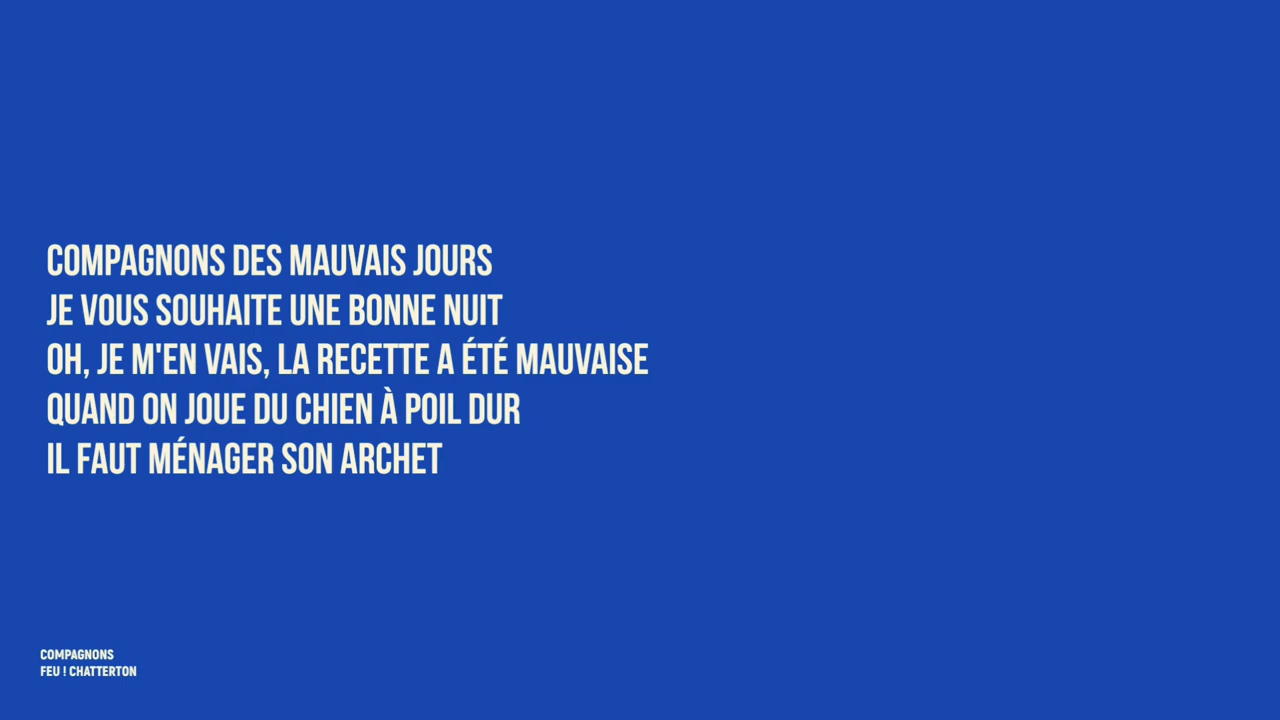 COMPAGNONS DES MAUVAIS JOURS
JE VOUS SOUHAITE UNE BONNE NUIT
OH, JE M'EN VAIS, LA RECETTE A ÉTÉ MAUVAISE
QUAND ON JOUE DU CHIEN À POIL DUR
IL FAUT MÉNAGER SON ARCHET
COMPAGNONS
FEU ! CHATTERTON